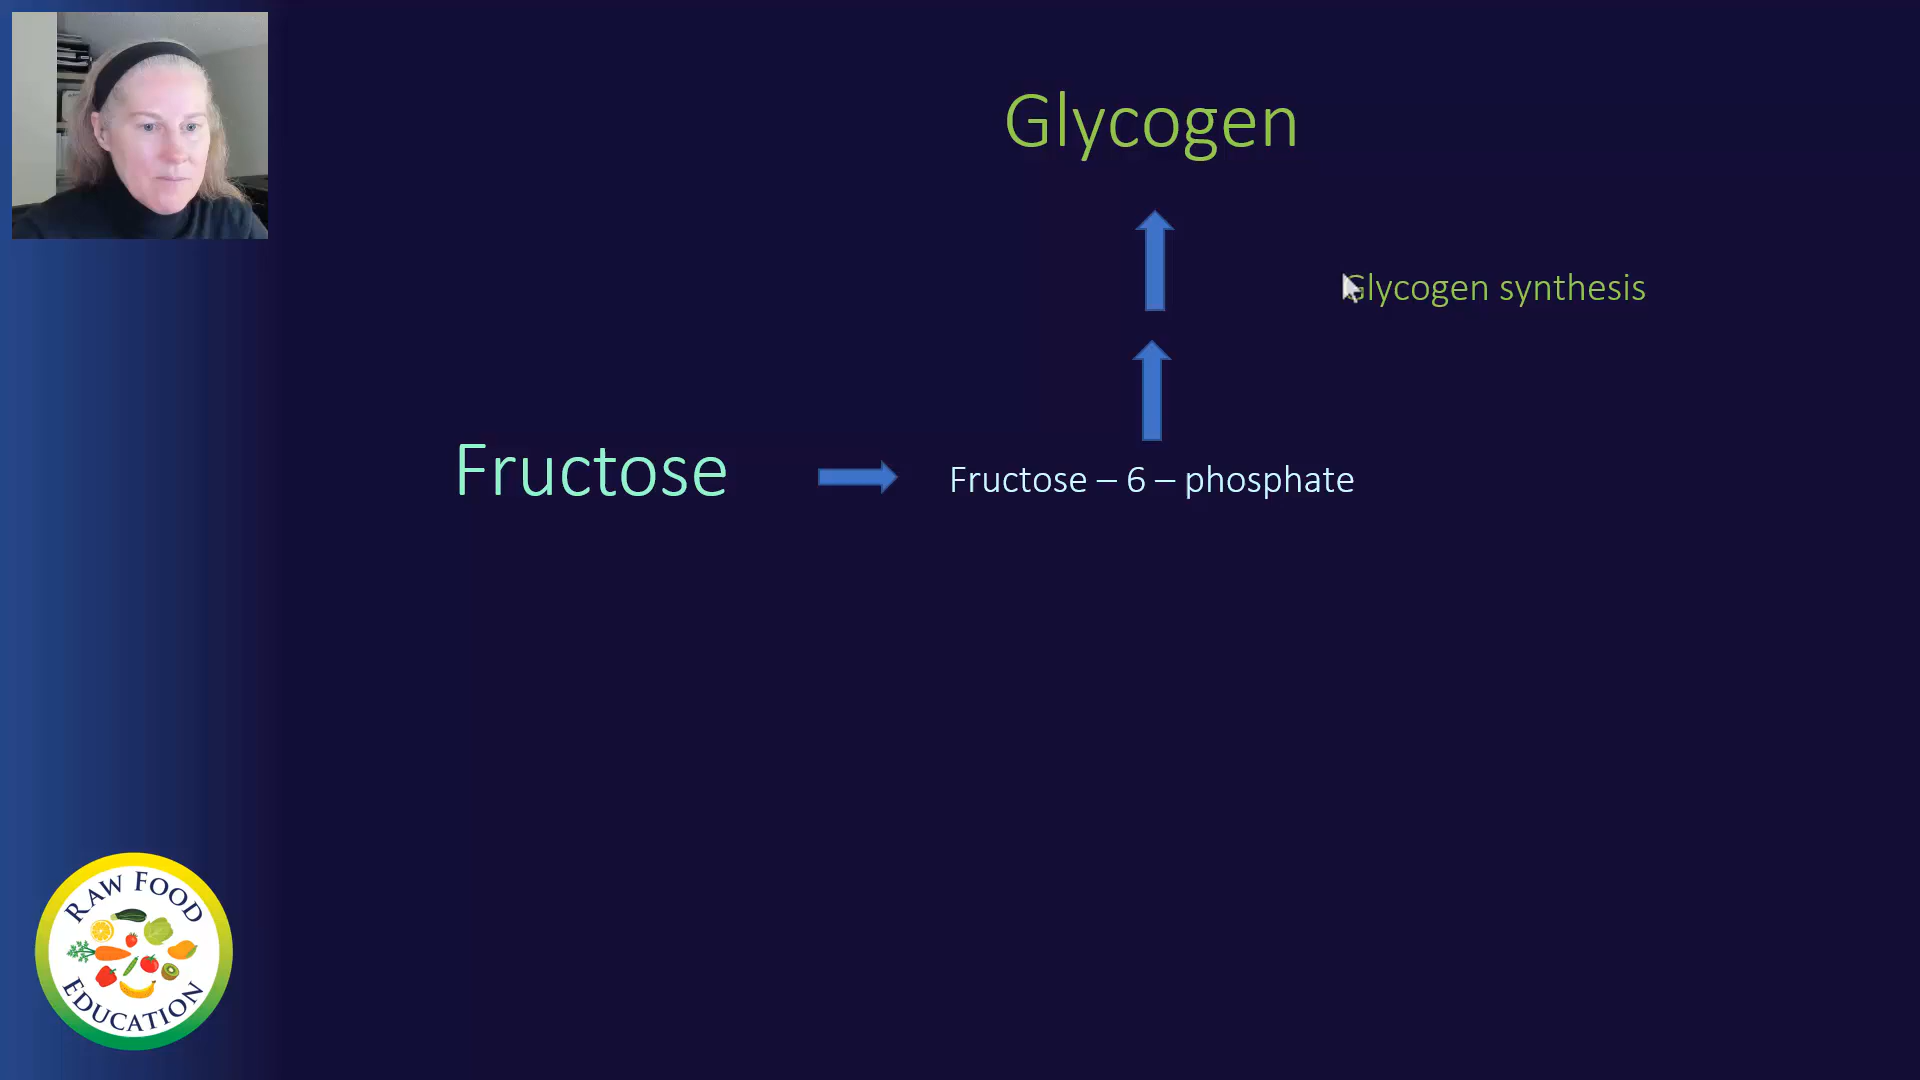 Glycogen
Glycogen synthesis
Fructose
Fructose – 6 – phosphate
RAW FOOD
EDUCATION